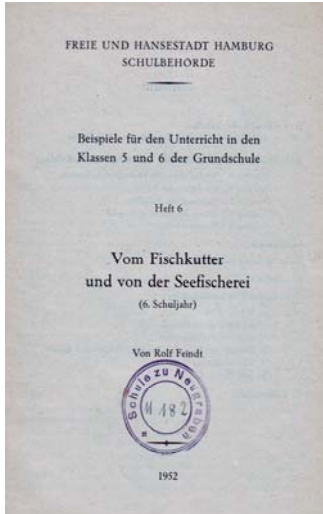 FREIE UND HANSESTADT HAMBURG
SCHULBEHÖRDE
Beispiele für den Unterricht in den
Klassen 5 und 6 der Grundschule
Heft 6
Vom Fischkutter
und von der Seefischerei
(6. Schuljahr)
Von Rolf Feindt
Schule zu Neugraben
M 182
1952